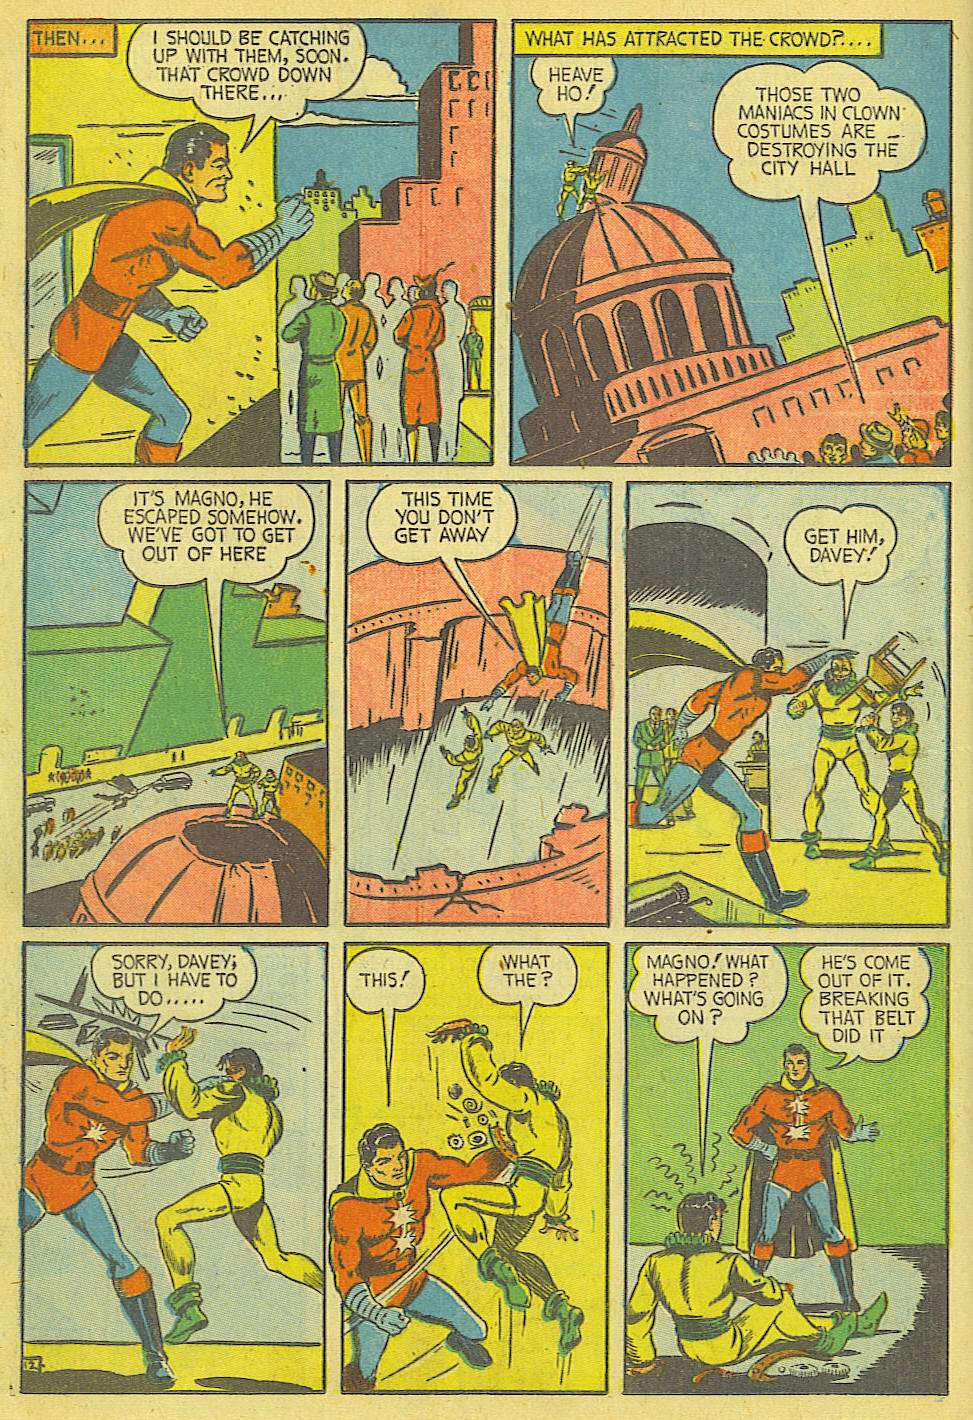 THEN...
I SHOULD BE CATCHING
UP WITH THEM, SOON.
THAT CROWD DOWN
THERE...
WHAT HAS ATTRACTED THE CROWD?....
HEAVE
HO!
THOSE TWO
MANIACS IN CLOWN
COSTUMES ARE
DESTROYING THE
CITY HALL
IT'S MAGNO, HE
ESCAPED SOMEHOW.
WE'VE GOT TO GET
OUT OF HERE
THIS TIME
YOU DON'T
GET AWAY
GET HIM,
DAVEY!
SORRY, DAVEY;
BUT I HAVE TO
DO.....
THIS!
WHAT
THE?
MAGNO! WHAT
HAPPENED?
WHAT'S GOING
ON?
HE'S COME
OUT OF IT.
BREAKING
THAT BELT
DID IT
12